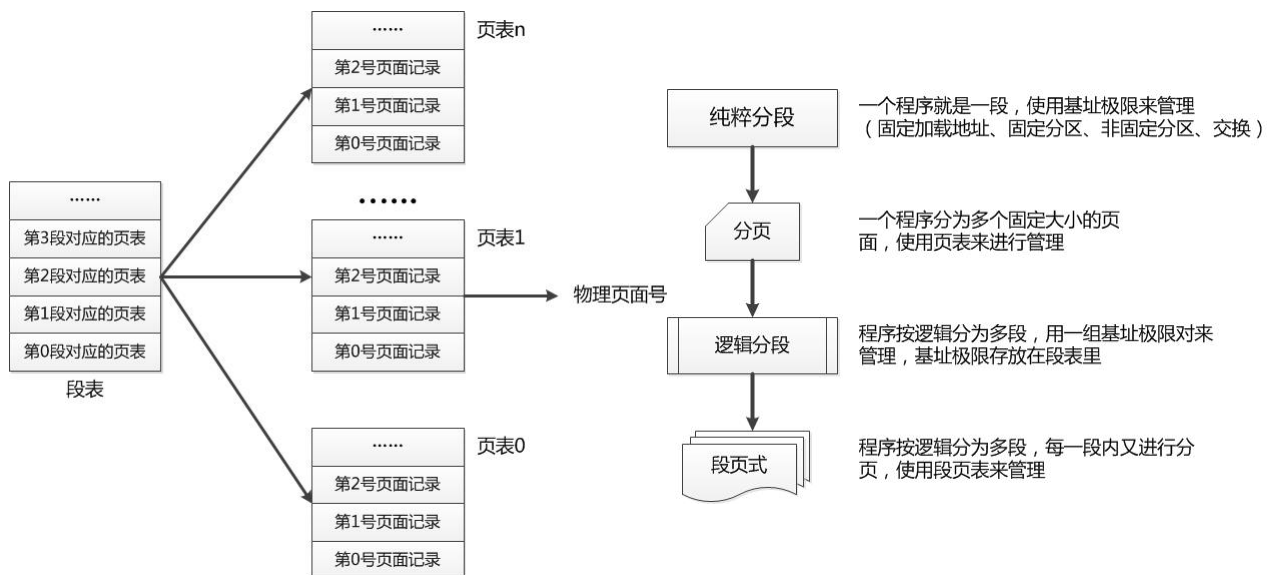 ……
第3段对应的页表
第2段对应的页表
第1段对应的页表
第0段对应的页表
段表
……
第2号页面记录
第1号页面记录
第0号页面记录
页表n
……
……
第2号页面记录
第1号页面记录
第0号页面记录
页表1
物理页面号
……
第2号页面记录
第1号页面记录
第0号页面记录
页表0
纯粹分段
一个程序就是一段，使用基址极限来管理
（固定加载地址、固定分区、非固定分区、交换）
分页
一个程序分为多个固定大小的页
面，使用页表来进行管理
逻辑分段
程序按逻辑分为多段，用一组基址极限对来
管理，基址极限存放在段表里
段页式
程序按逻辑分为多段，每一段内又进行分
页，使用段页表来管理